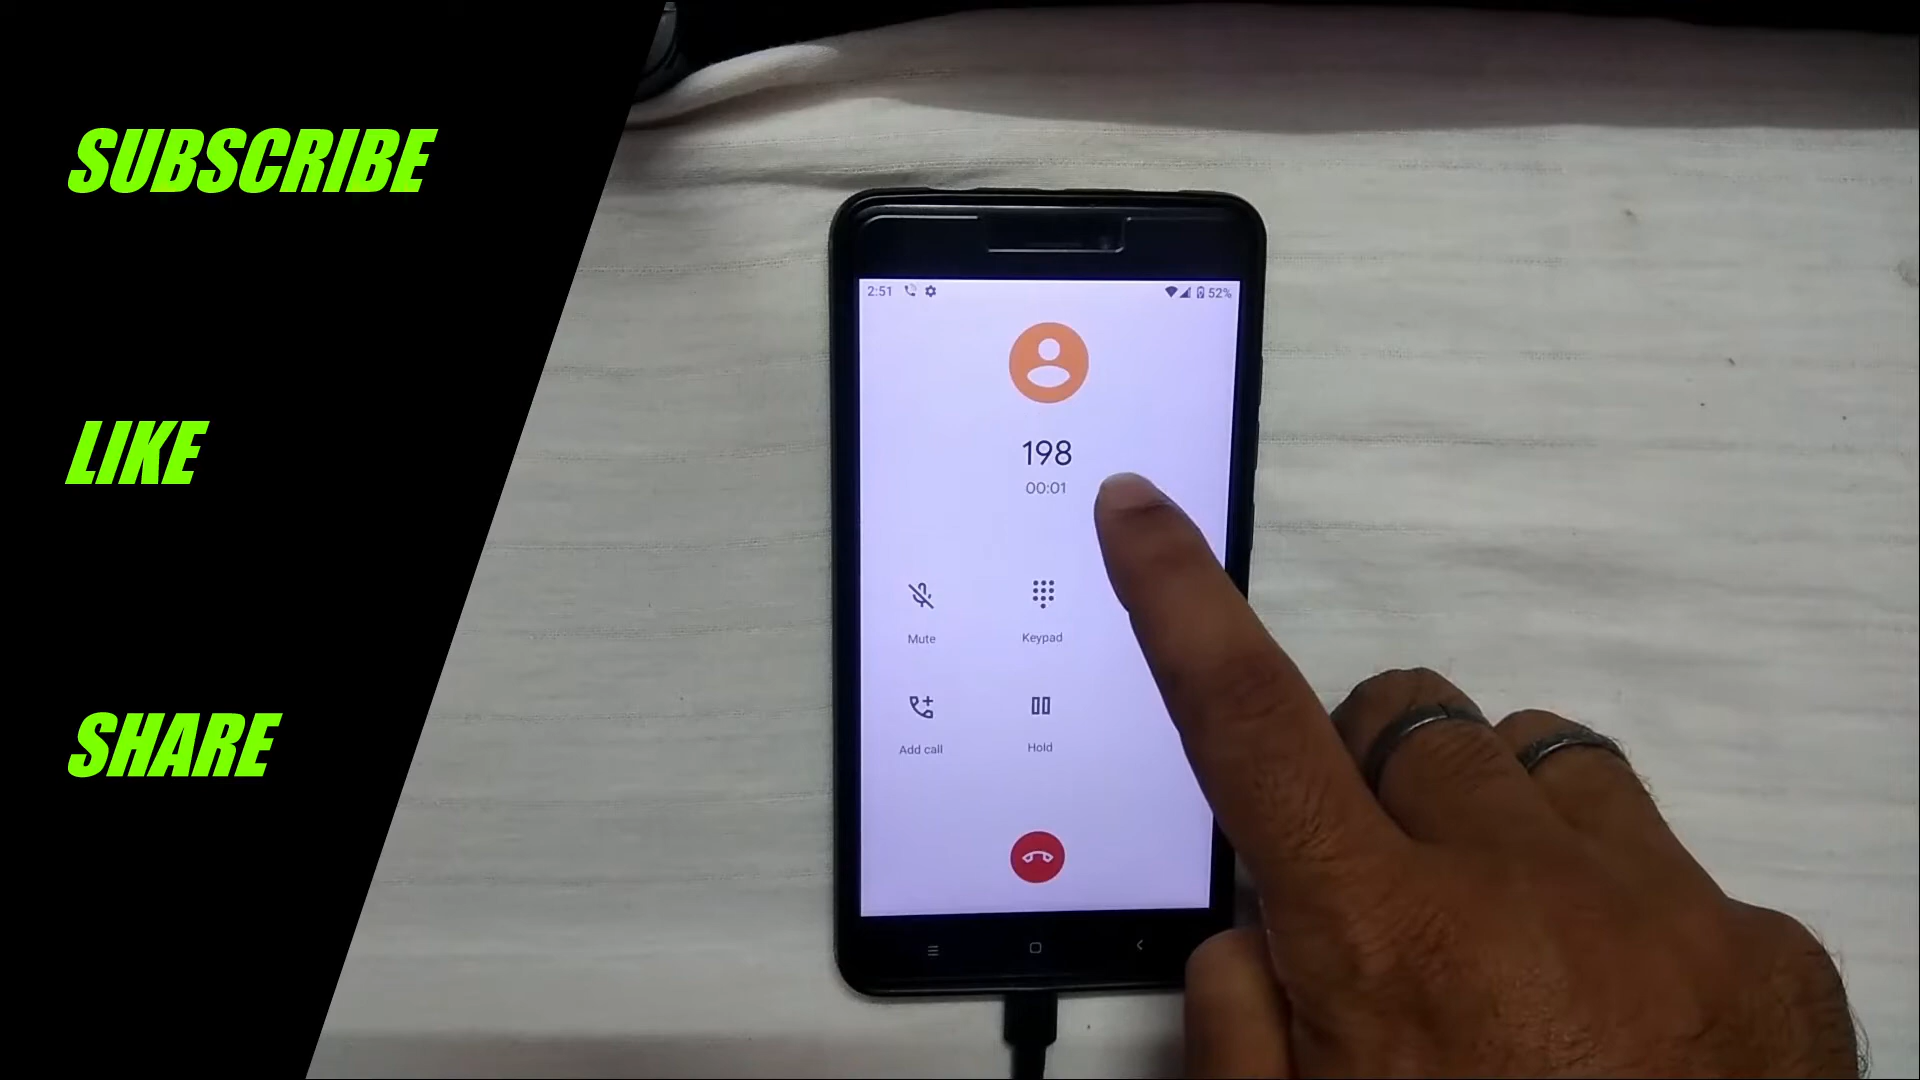 SUBSCRIBE
LIKE
SHARE
2:51
52%
198
00:01
Mute
Keypad
Add call
Hold